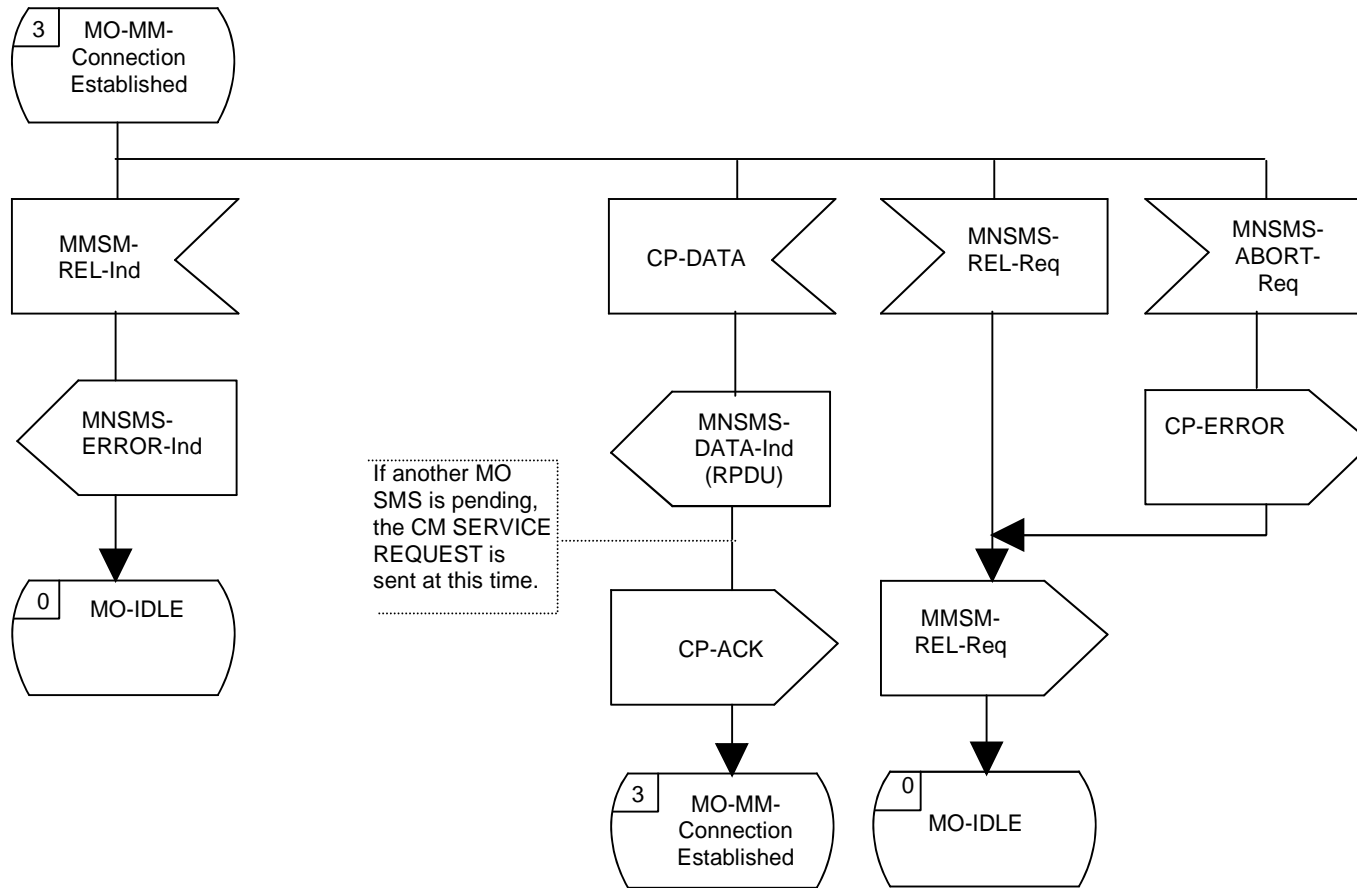 3
MO-MM-
Connection
Established
MMSM-
REL-Ind
CP-DATA
MNSMS-
REL-Req
MNSMS-
ABORT-
Req
MNSMS-
ERROR-Ind
If another MO
SMS is pending,
the CM SERVICE
REQUEST is
sent at this time.
MNSMS-
DATA-Ind
(RPDU)
CP-ERROR
0
MO-IDLE
CP-ACK
MMSM-
REL-Req
3
MO-MM-
Connection
Established
0
MO-IDLE